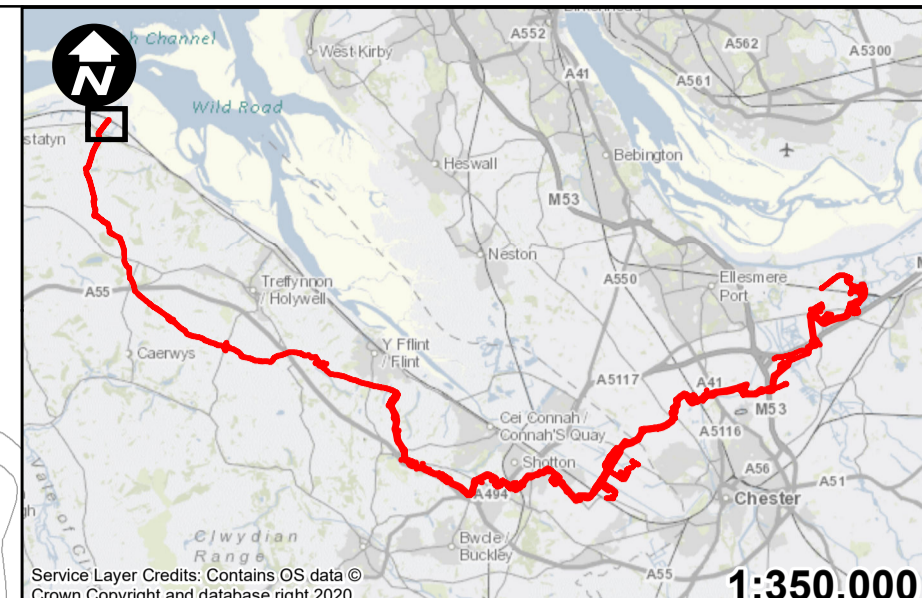 A552
A562
A5300
West Kirby
h Channel
N
A41
A561
Wild Road
statyn
Bebington
Heswall
M53
Neston
A550
Ellesmere
Port
Treffynnon
/ Holywell
A55
Y Fflint
/ Flint
Caerwys
A5117
A41
M53
Cei Connah /
Connah'S Quay
A5116
Shotton
A56
A51
A494
Chester
Vale of C
gh
Clwydian
Range
Bwcle /
Buckley
A55
Service Layer Credits: Contains OS data ©
Crown Copyright and database right 2020
1:350,000